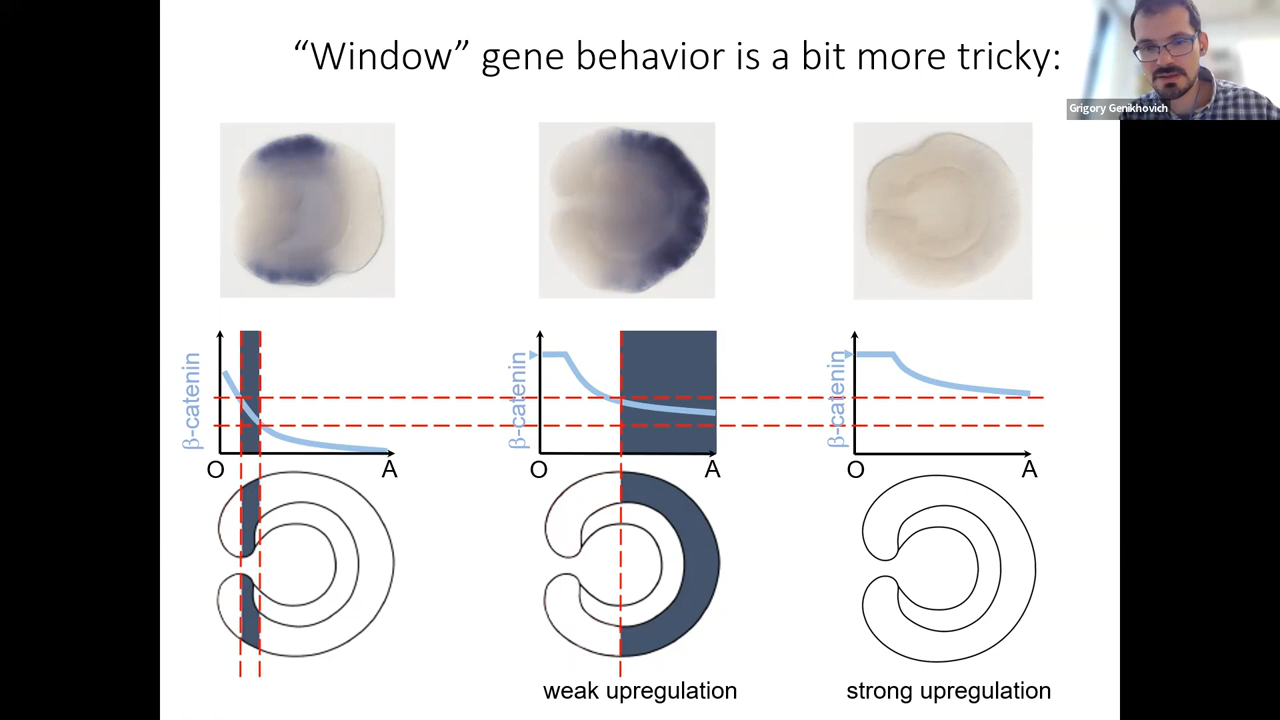 “Window” gene behavior is a bit more tricky:
Grigory Genikhovich
β-catenin
O
A
β-catenin
O
A
β-catenin
O
A
weak upregulation
strong upregulation